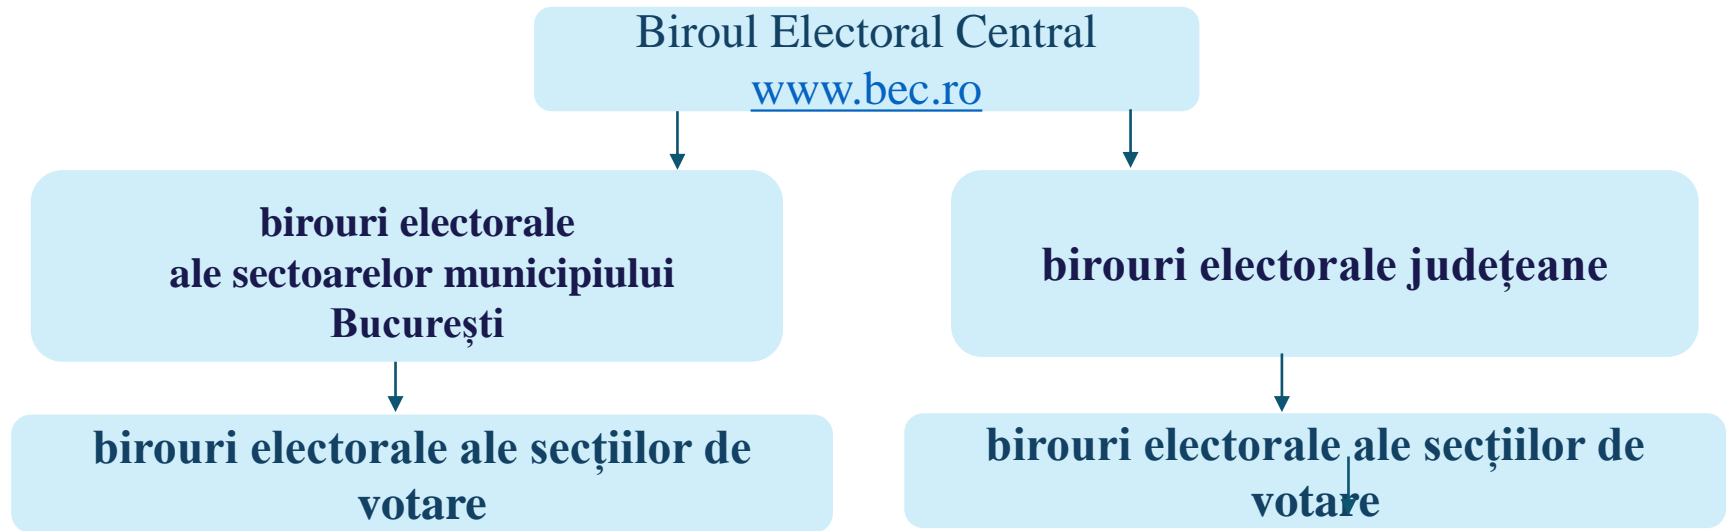 Biroul Electoral Central
www.bec.ro
birouri electorale
ale sectoarelor municipiului
București
birouri electorale județeane
birouri electorale ale secțiilor de
votare
birouri electorale ale secțiilor de
votare